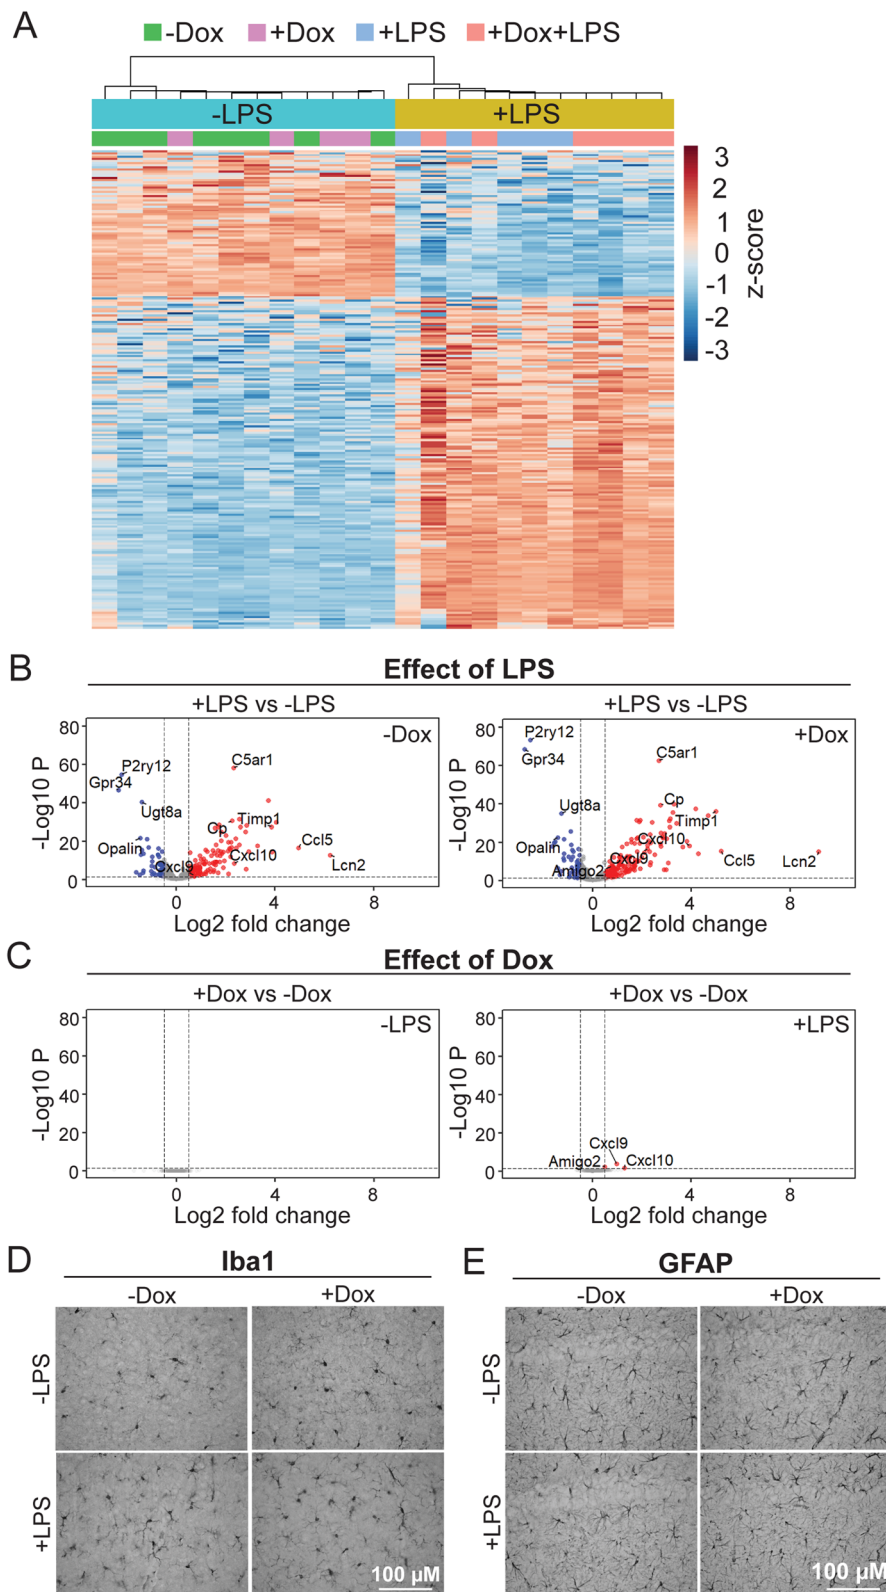 A
-Dox +Dox +LPS +Dox+LPS
-LPS +LPS
3
2
1
0
-1
-2
-3
z-score
B
Effect of LPS
+LPS vs -LPS
-Dox
80
60
40
20
0
-Log10 P
C5ar1
P2ry12
Gpr34
Ugt8a
Timp1
Cp
Opalin
Ccl5
Cxcl10
Cxcl9
Lcn2
0 4 8
Log2 fold change
+LPS vs -LPS
+Dox
80
60
40
20
0
-Log10 P
P2ry12
C5ar1
Gpr34
Cp
Ugt8a
Timp1
Cxcl10
Opalin
Cxcl9
Ccl5
Lcn2
Amigo2
0 4 8
Log2 fold change
C
Effect of Dox
+Dox vs -Dox
-LPS
80
60
40
20
0
-Log10 P
0 4 8
Log2 fold change
+Dox vs -Dox
+LPS
80
60
40
20
0
-Log10 P
Cxcl9
Amigo2
Cxcl10
0 4 8
Log2 fold change
D
Iba1
-Dox +Dox
-LPS
+LPS
100 µM
E
GFAP
-Dox +Dox
-LPS
+LPS
100 µM